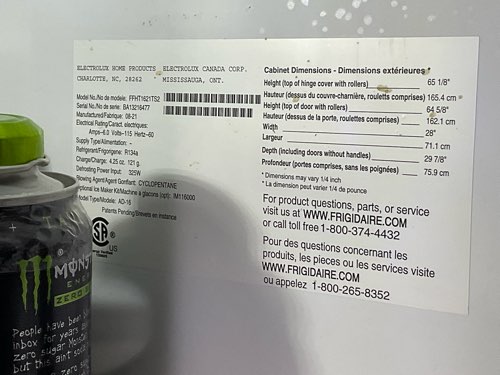 ELECTROLUX HOME PRODUCTS
CHARLOTTE, NC, 28262
ELECTROLUX CANADA CORP.
MISSISSAUGA, ONT.
Model No/No de modèle: FFHT1621TS2
Serial No/No de série: BA13216477
Manufactured/Fabriqué: 08-21
Electrical Rating/Caract. électriques:
Amps-6.0 Volts-115 Hertz-60
Supply Type/Alimentation: -
Refrigerant/Frigorigène: R134a
Charge/Charge: 4.25 oz. 121 g.
Defrosting Power Input: 325W
Blowing Agent/Agent Gonflant: CYCLOPENTANE
Optional Ice Maker Kit/Machine à glacons (opt): IM116000
Model Type/Modèle Type: AD-16
Patents Pending/Brevets en instance
SA
®
US
Cabinet Dimensions - Dimensions extérieures*
Height (top of hinge cover with rollers) 65 1/8"
Hauteur (dessus du couvre-charnière, roulettes comprises) 165.4 cm
Height (top of door with rollers) 64 5/8"
Hauteur (dessus de la porte, roulettes comprises) 162.1 cm
Width 28"
Largeur 71.1 cm
Depth (including doors without handles) 29 7/8"
Profondeur (portes comprises, sans les poignées) 75.9 cm
* Dimensions may vary 1/4 inch
* La dimension peut varier 1/4 de pouce
For product questions, parts, or service
visit us at WWW.FRIGIDAIRE.COM
or call toll free 1-800-374-4432
Pour des questions concernant les
produits, les pieces ou les services visite
WWW.FRIGIDAIRE.COM
ou appelez 1-800-265-8352
MONST
ENE
ZERO
People have been
inbox for years
zero sugar Mons
but this ain't
zero